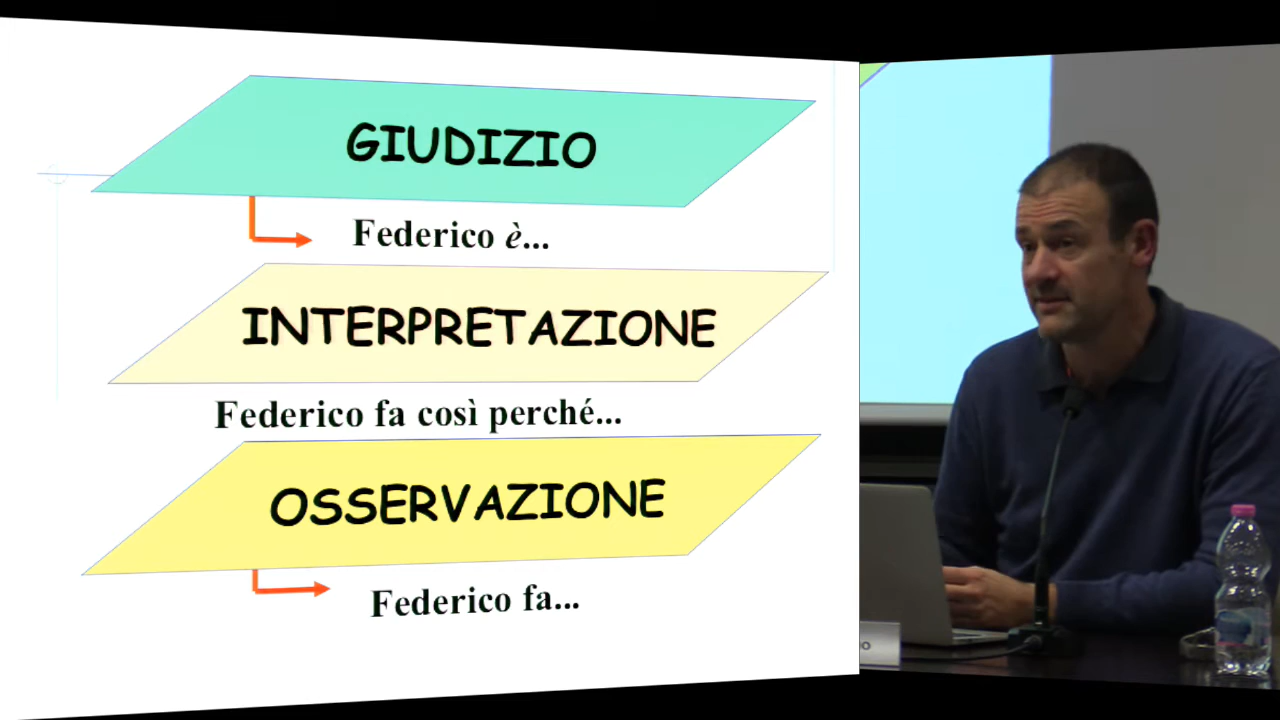 GIUDIZIO
Federico è...
INTERPRETAZIONE
Federico fa così perché...
OSSERVAZIONE
Federico fa...